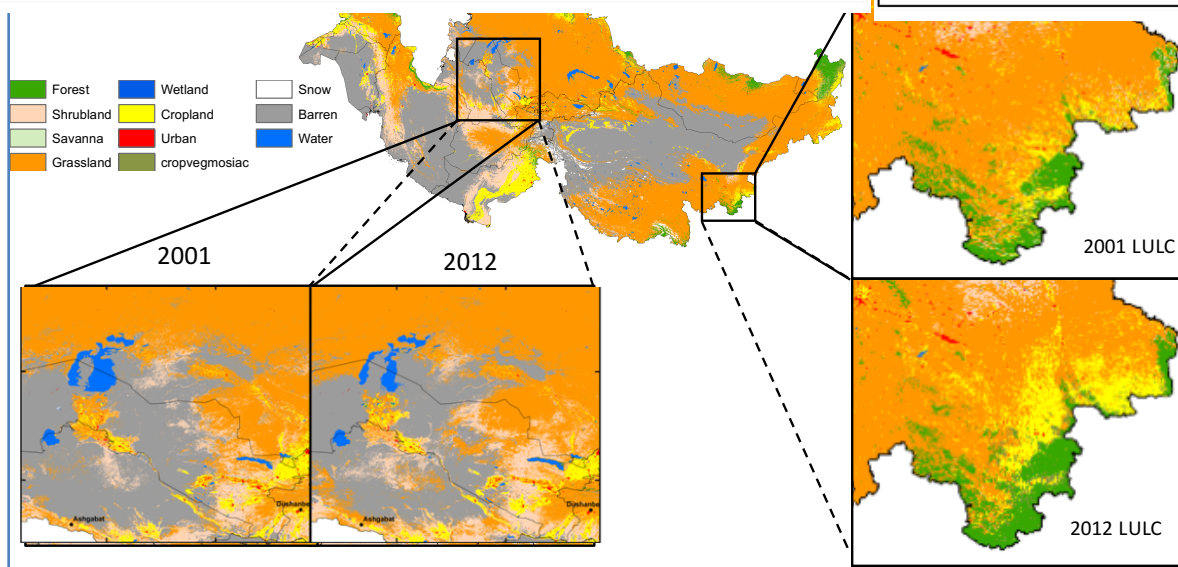 Forest
Wetland
Snow
Shrubland
Cropland
Barren
Savanna
Urban
Water
Grassland
cropvegmosiac
2001
2012
2001 LULC
2012 LULC
Ashgabat
Dushanbe
Ashgabat
Dushanbe